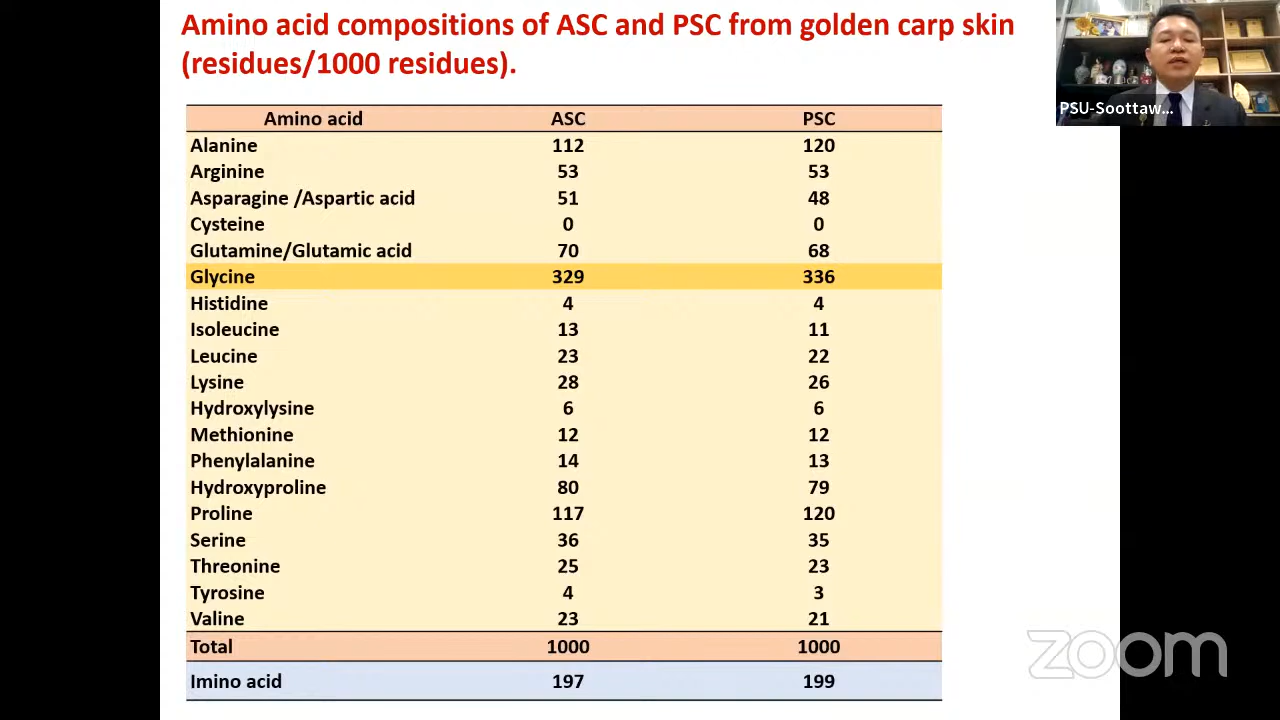 Amino acid compositions of ASC and PSC from golden carp skin
(residues/1000 residues).
PSU-Soottaw...
Amino acid ASC PSC
Alanine 112 120
Arginine 53 53
Asparagine /Aspartic acid 51 48
Cysteine 0 0
Glutamine/Glutamic acid 70 68
Glycine 329 336
Histidine 4 4
Isoleucine 13 11
Leucine 23 22
Lysine 28 26
Hydroxylysine 6 6
Methionine 12 12
Phenylalanine 14 13
Hydroxyproline 80 79
Proline 117 120
Serine 36 35
Threonine 25 23
Tyrosine 4 3
Valine 23 21
Total 1000 1000
Imino acid 197 199
zoom